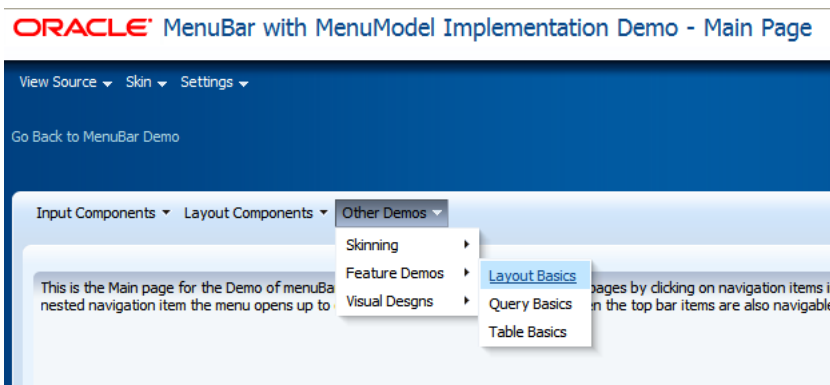 ORACLE MenuBar with MenuModel Implementation Demo - Main Page
View Source Skin Settings
Go Back to MenuBar Demo
Input Components Layout Components Other Demos
Skinning
Feature Demos
Visual Desgns
Layout Basics
Query Basics
Table Basics
This is the Main page for the Demo of menuBa pages by clicking on navigation items i
nested navigation item the menu opens up to n the top bar items are also navigable